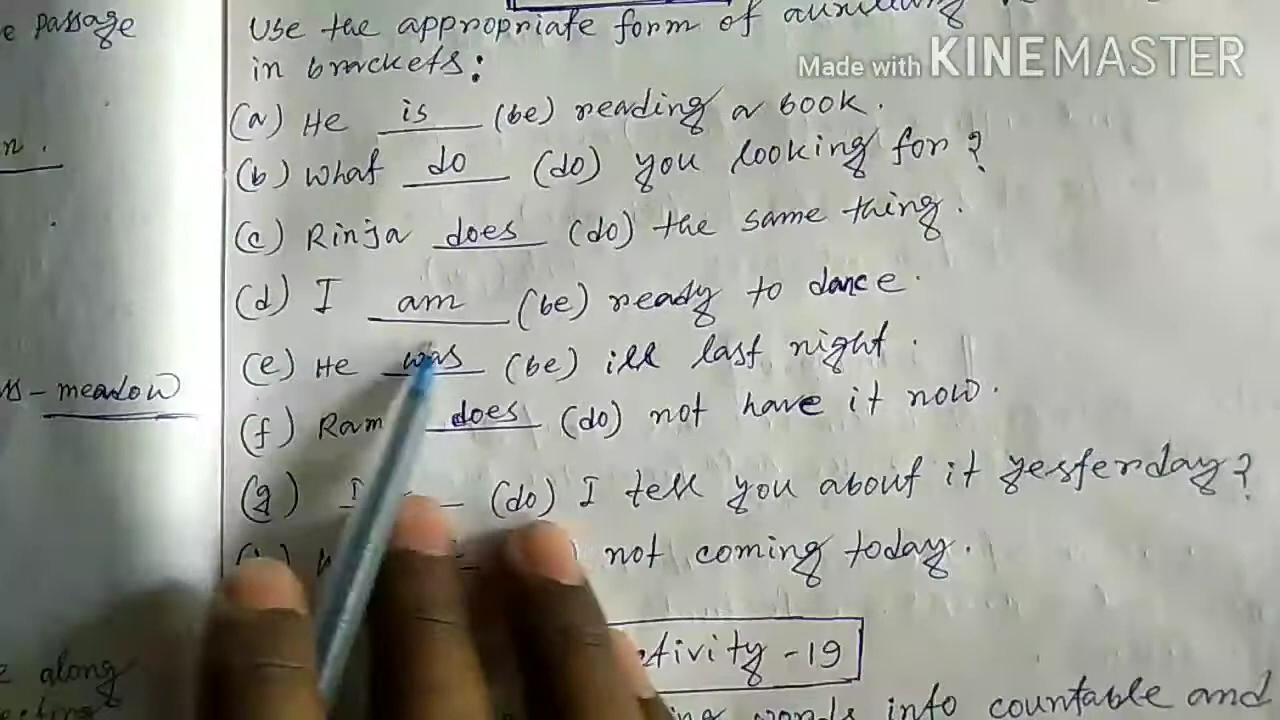 e passage
n.
ns - meadow
e along
Use the appropriate form of
in brackets:
(a) He is (be) reading a book.
(b) What do (do) you looking for?
(c) Rinja does (do) the same thing.
(d) I am (be) ready to dance.
(e) He was (be) ill last night.
(f) Ram does (do) not have it now.
(g) (do) I tell you about it yesterday?
not coming today.
ctivity - 19
words into countable and
Made with KINEMASTER